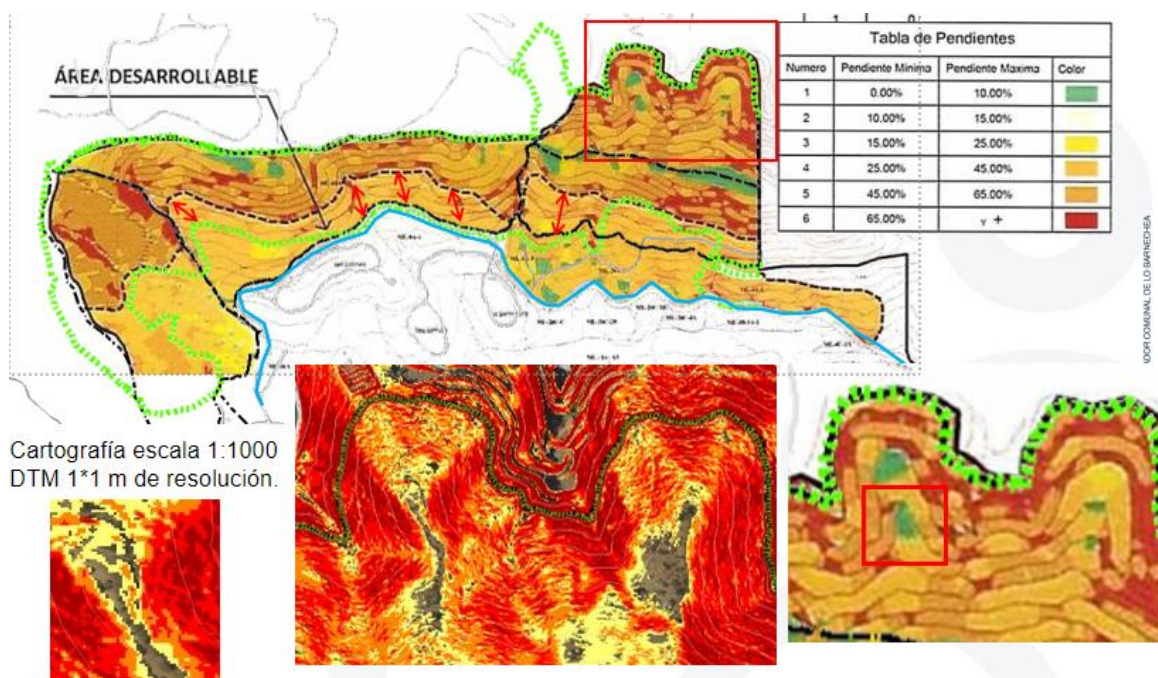 ÁREA DESARROLLABLE
Tabla de Pendientes
Numero Pendiente Minima Pendiente Maxima Color
1 0.00% 10.00%
2 10.00% 15.00%
3 15.00% 25.00%
4 25.00% 45.00%
5 45.00% 65.00%
6 65.00% Y +
ADOR COMUNAL DE LO BARNECHEA
Cartografía escala 1:1000
DTM 1*1 m de resolución.